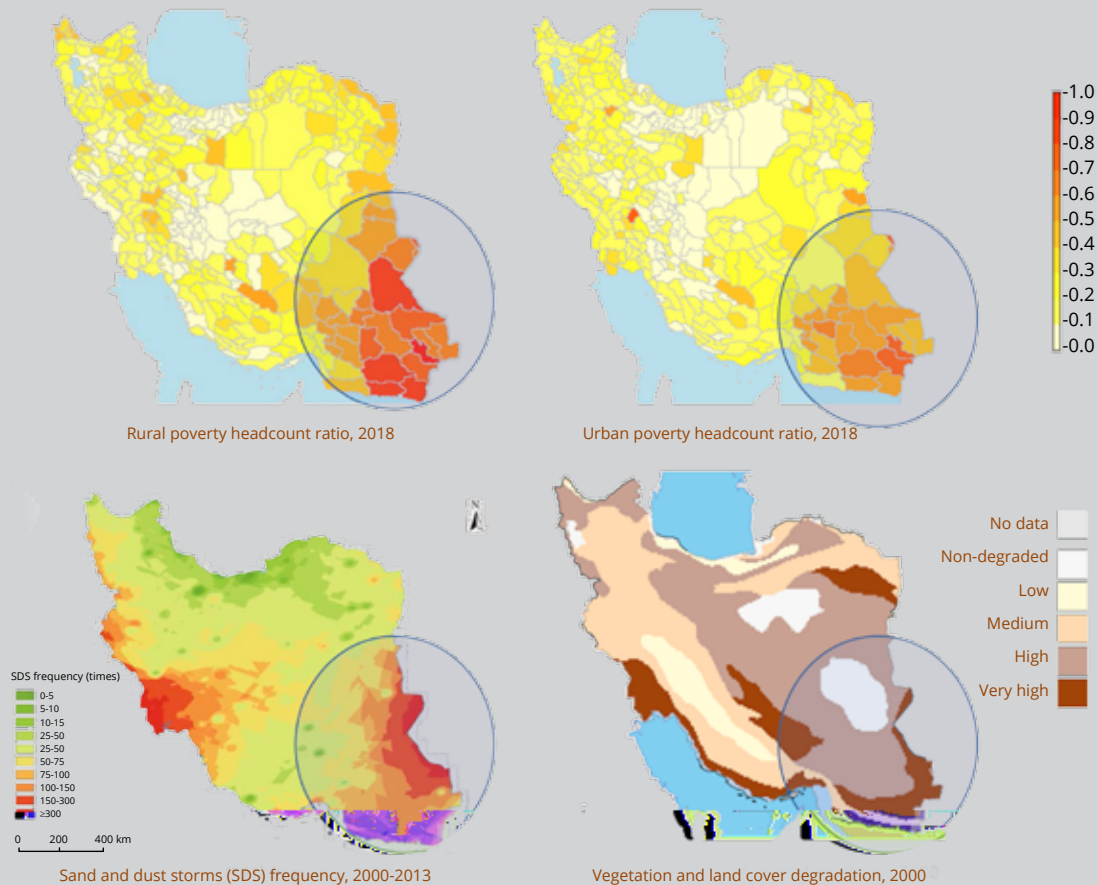 -1.0
-0.9
-0.8
-0.7
-0.6
-0.5
-0.4
-0.3
-0.2
-0.1
-0.0
Rural poverty headcount ratio, 2018
Urban poverty headcount ratio, 2018
SDS frequency (times)
0-5
5-10
10-15
25-50
25-50
50-75
75-100
100-150
150-300
≥300
0 200 400 km
Sand and dust storms (SDS) frequency, 2000-2013
No data
Non-degraded
Low
Medium
High
Very high
Vegetation and land cover degradation, 2000